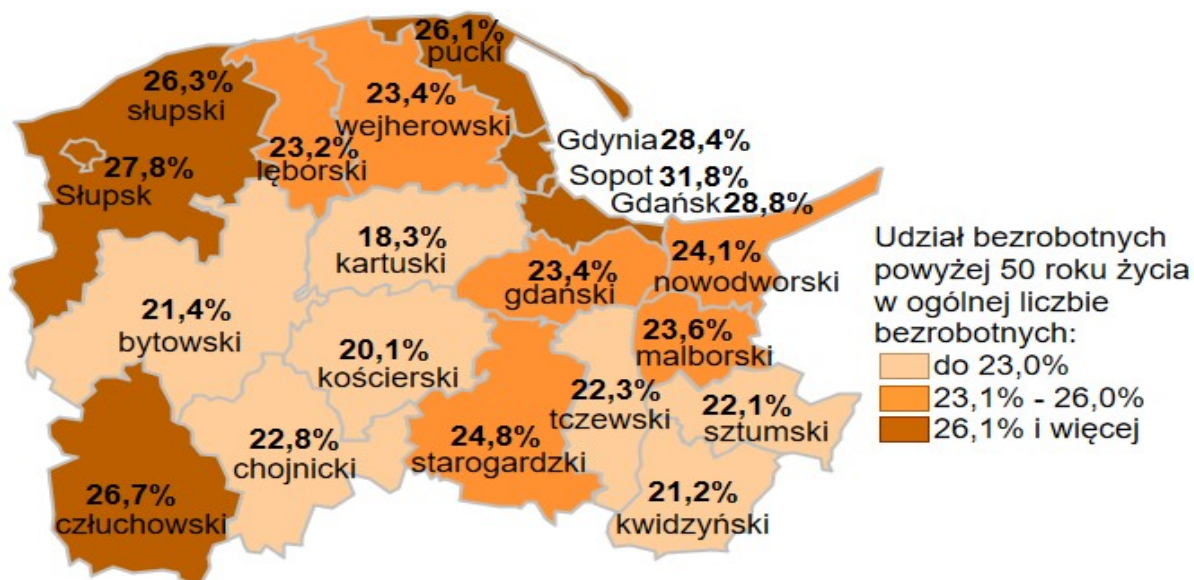 26,1%
pucki
26,3%
słupski
23,4%
wejherowski
Gdynia 28,4%
23,2%
lęborski
27,8%
Słupsk
Sopot 31,8%
Gdańsk 28,8%
18,3%
kartuski
23,4%
gdański
24,1%
nowodworski
21,4%
bytowski
20,1%
kościerski
23,6%
malborski
22,3%
tczewski
22,1%
sztumski
22,8%
chojnicki
24,8%
starogardzki
26,7%
człuchowski
21,2%
kwidzyński
Udział bezrobotnych
powyżej 50 roku życia
w ogólnej liczbie
bezrobotnych:
do 23,0%
23,1% - 26,0%
26,1% i więcej